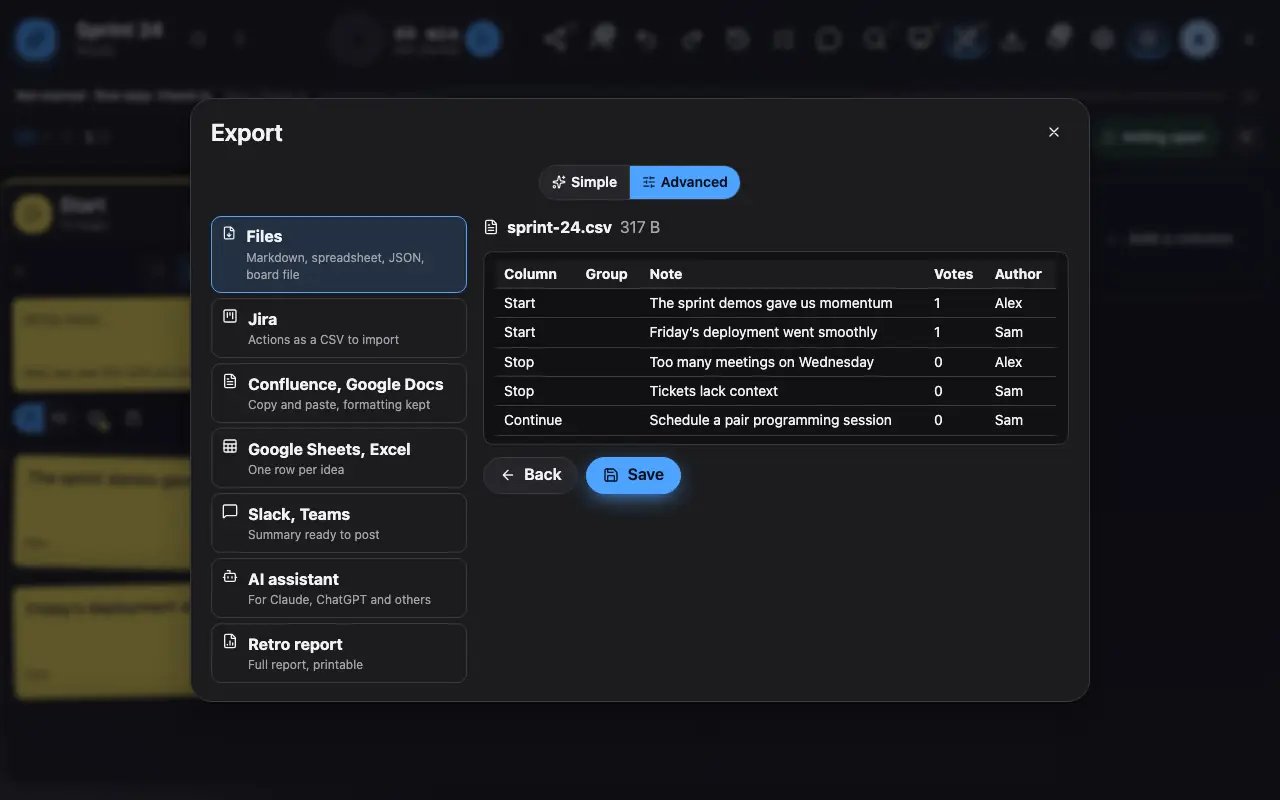 Sprint 24
Start
Export
Simple
Advanced
Files
Markdown, spreadsheet, JSON,
board file
Jira
Actions as a CSV to import
Confluence, Google Docs
Copy and paste, formatting kept
Google Sheets, Excel
One row per idea
Slack, Teams
Summary ready to post
AI assistant
For Claude, ChatGPT and others
Retro report
Full report, printable
sprint-24.csv 317 B
Column Group Note Votes Author
Start The sprint demos gave us momentum 1 Alex
Start Friday’s deployment went smoothly 1 Sam
Stop Too many meetings on Wednesday 0 Alex
Stop Tickets lack context 0 Sam
Continue Schedule a pair programming session 0 Sam
Back
Save